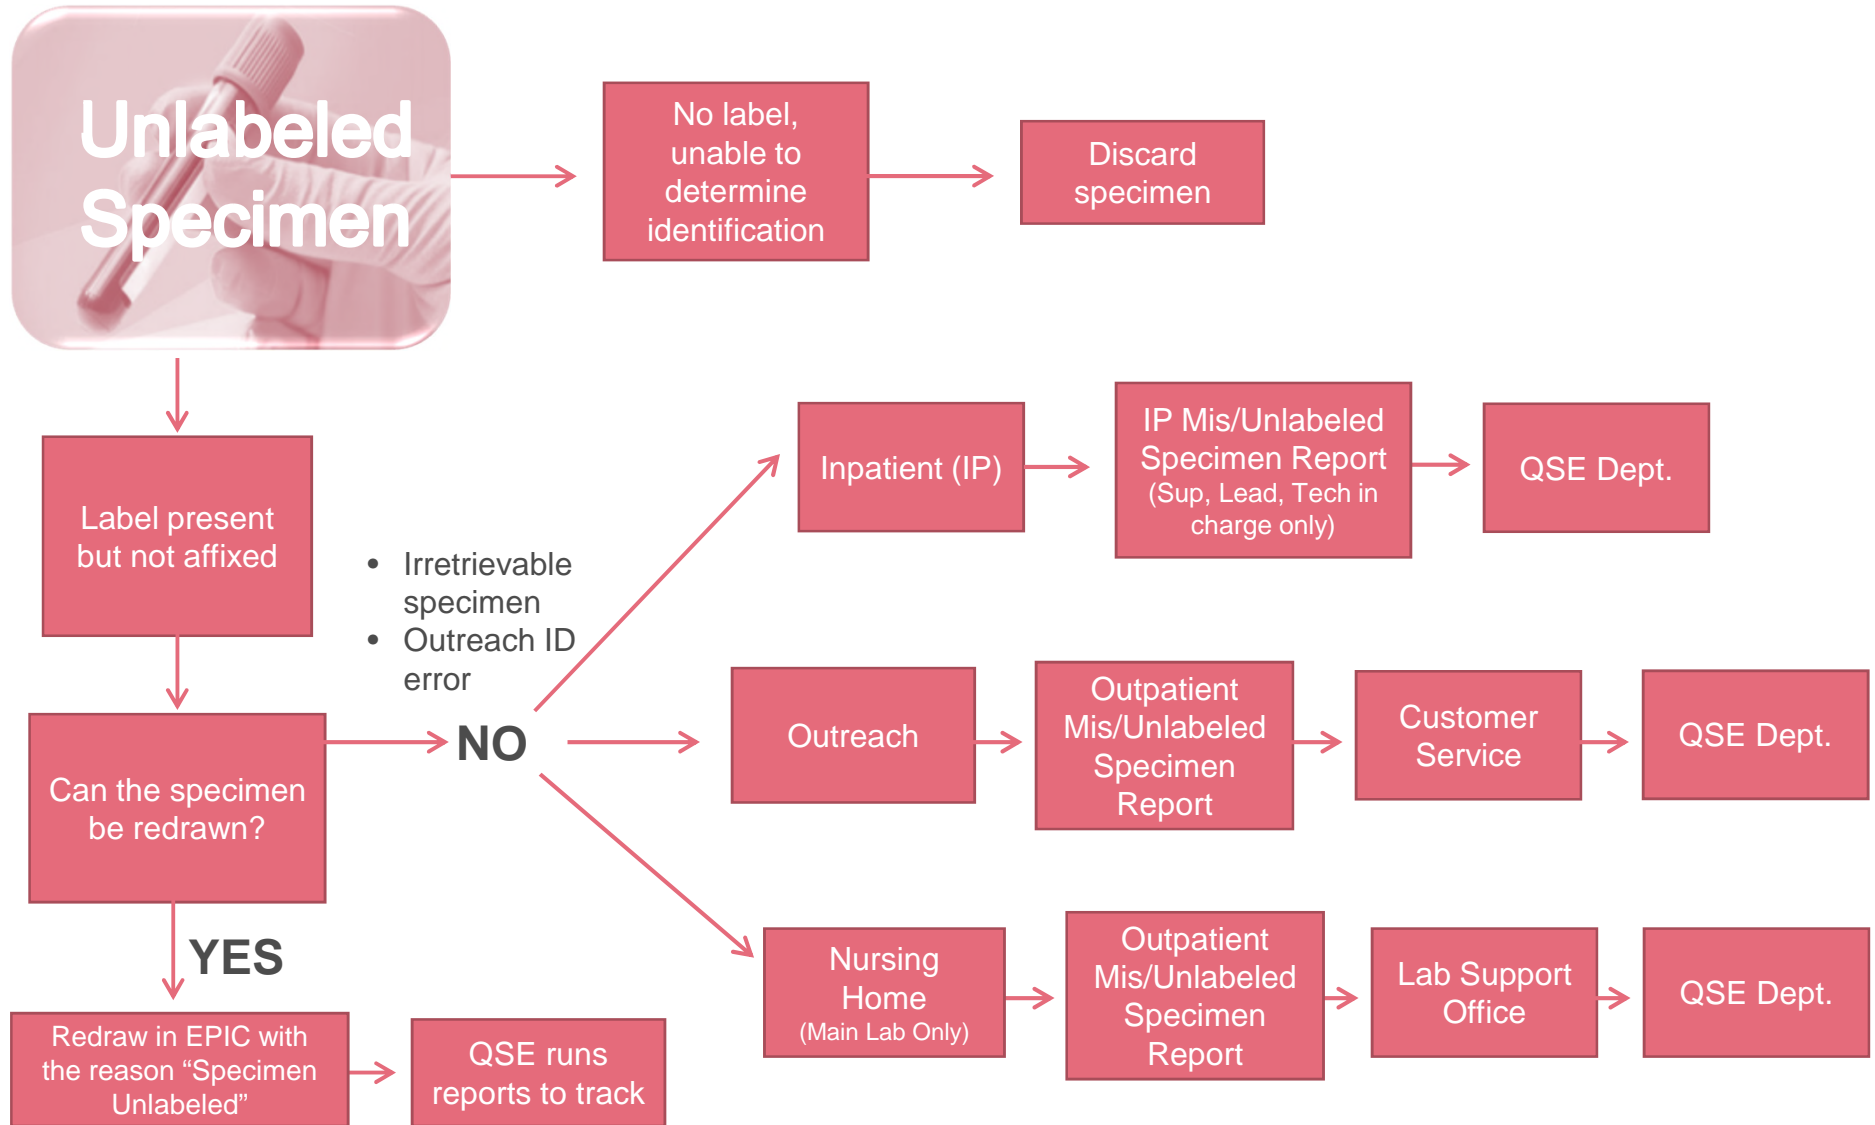 Unlabeled
Specimen
No label,
unable to
determine
identification
Discard
specimen
Label present
but not affixed
Can the specimen
be redrawn?
YES
Redraw in EPIC with
the reason “Specimen
Unlabeled”
QSE runs
reports to track
• Irretrievable
specimen
• Outreach ID
error
NO
Inpatient (IP)
IP Mis/Unlabeled
Specimen Report
(Sup, Lead, Tech in
charge only)
QSE Dept.
Outreach
Outpatient
Mis/Unlabeled
Specimen
Report
Customer
Service
QSE Dept.
Nursing
Home
(Main Lab Only)
Outpatient
Mis/Unlabeled
Specimen
Report
Lab Support
Office
QSE Dept.